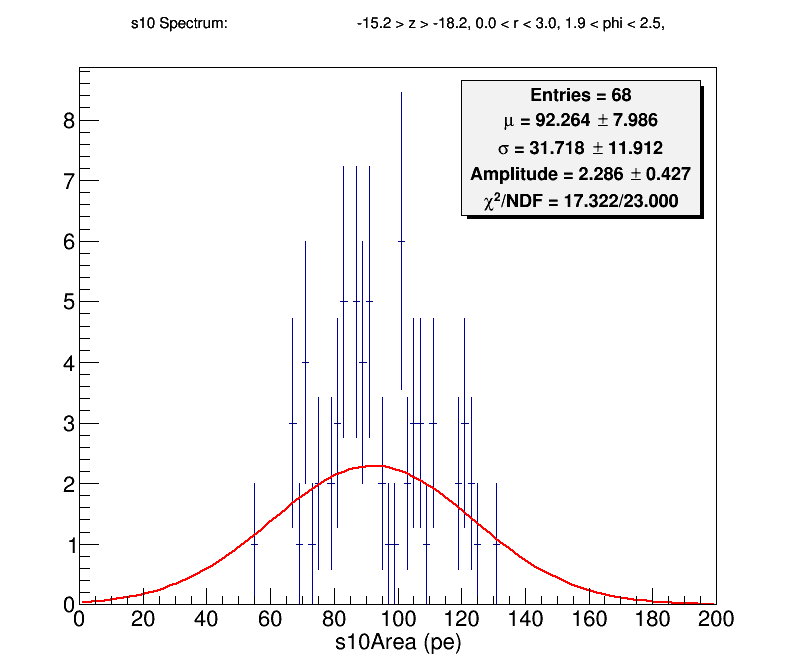 s10 Spectrum: -15.2 > z > -18.2, 0.0 < r < 3.0, 1.9 < phi < 2.5,
Entries = 68
μ = 92.264 ± 7.986
σ = 31.718 ± 11.912
Amplitude = 2.286 ± 0.427
χ²/NDF = 17.322/23.000
8
7
6
5
4
3
2
1
0
0 20 40 60 80 100 120 140 160 180 200
s10Area (pe)